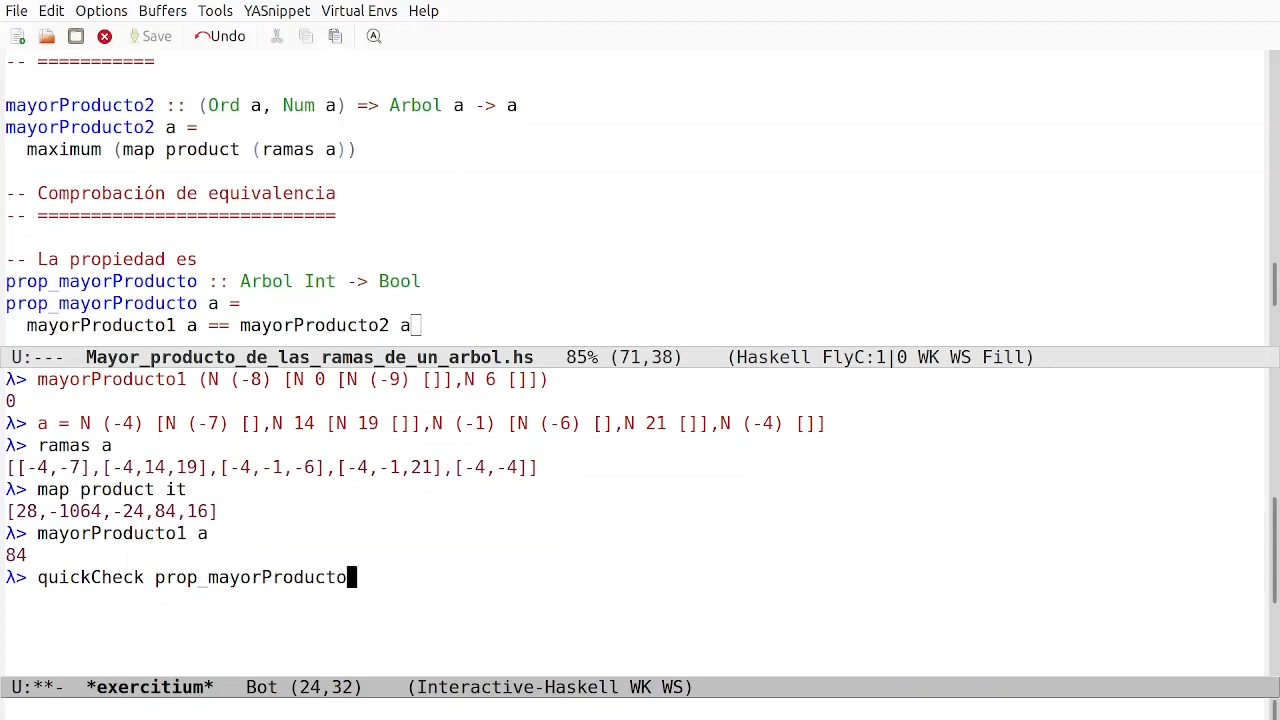 File Edit Options Buffers Tools YASnippet Virtual Envs Help
Save Undo
-- ===========
mayorProducto2 :: (Ord a, Num a) => Arbol a -> a
mayorProducto2 a =
  maximum (map product (ramas a))
-- Comprobación de equivalencia
-- ============================
-- La propiedad es
prop_mayorProducto :: Arbol Int -> Bool
prop_mayorProducto a =
  mayorProducto1 a == mayorProducto2 a
U:--- Mayor_producto_de_las_ramas_de_un_arbol.hs 85% (71,38) (Haskell FlyC:1|0 WK WS Fill)
λ> mayorProducto1 (N (-8) [N 0 [N (-9) []],N 6 []])
0
λ> a = N (-4) [N (-7) [],N 14 [N 19 []],N (-1) [N (-6) [],N 21 []],N (-4) []]
λ> ramas a
[[-4,-7],[-4,14,19],[-4,-1,-6],[-4,-1,21],[-4,-4]]
λ> map product it
[28,-1064,-24,84,16]
λ> mayorProducto1 a
84
λ> quickCheck prop_mayorProducto
U:**- *exercitium* Bot (24,32) (Interactive-Haskell WK WS)